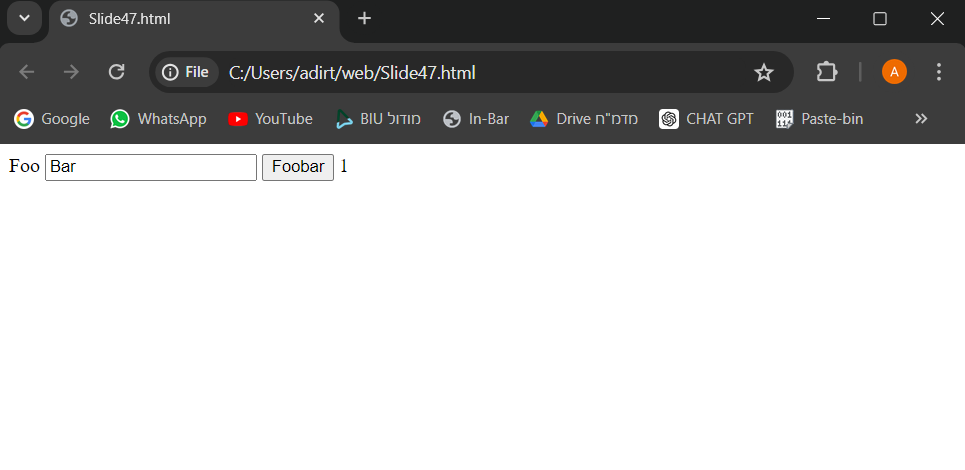 Slide47.html
File C:/Users/adirt/web/Slide47.html A
Google WhatsApp YouTube BIU מודול In-Bar Drive מדמ"ח CHAT GPT Paste-bin
Foo Bar Foobar 1